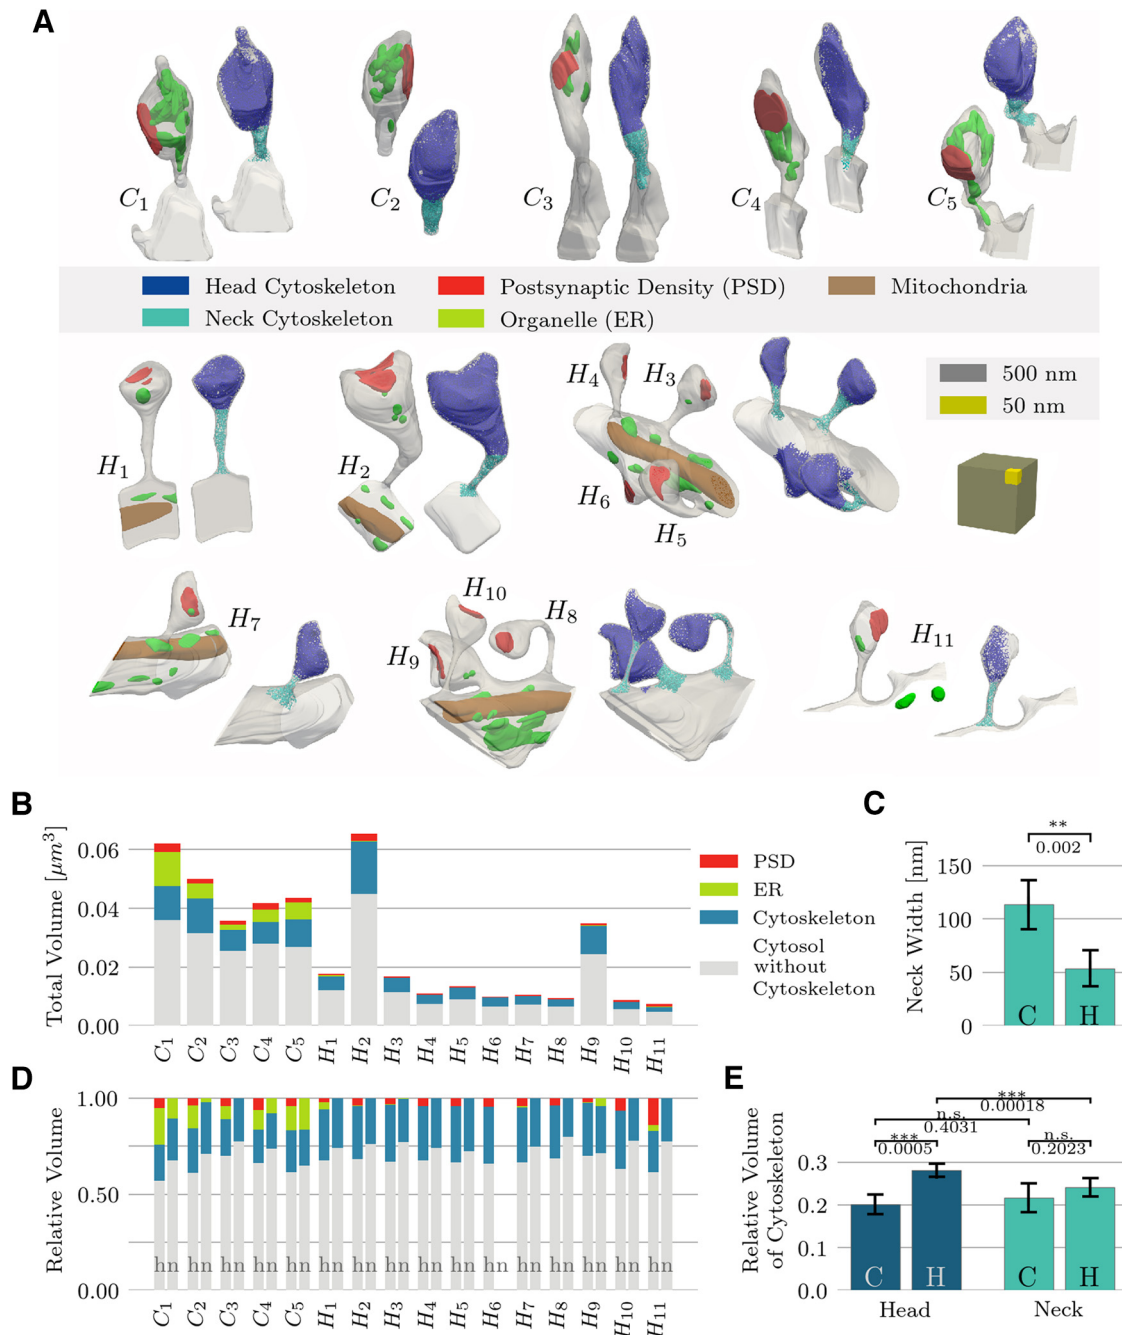 A
C1
C2
C3
C4
C5
Head Cytoskeleton
Postsynaptic Density (PSD)
Mitochondria
Neck Cytoskeleton
Organelle (ER)
H1
H2
H4
H3
H6
H5
500 nm
50 nm
H7
H10
H8
H9
H11
B
Total Volume [μm³]
0.06
0.04
0.02
0.00
C1 C2 C3 C4 C5 H1 H2 H3 H4 H5 H6 H7 H8 H9 H10 H11
PSD
ER
Cytoskeleton
Cytosol
without
Cytoskeleton
C
Neck Width [nm]
**
0.002
150
100
50
0
C H
D
Relative Volume
1.00
0.50
0.00
hn hn hn hn hn hn hn hn hn hn hn hn hn hn hn hn
C1 C2 C3 C4 C5 H1 H2 H3 H4 H5 H6 H7 H8 H9 H10 H11
E
Relative Volume
of Cytoskeleton
***
0.00018
n.s.
0.4031
***
0.0005
n.s.
0.2023
0.3
0.2
0.1
0.0
C H C H
Head Neck